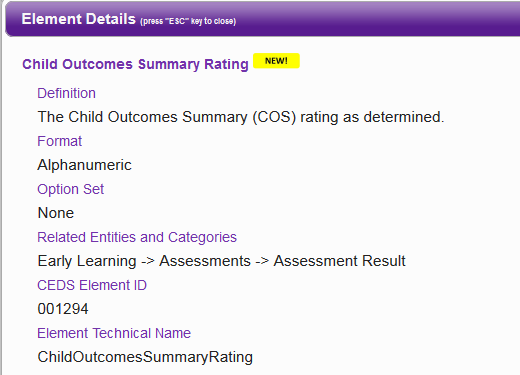 Element Details (press "ESC" key to close)
Child Outcomes Summary Rating NEW!
Definition
The Child Outcomes Summary (COS) rating as determined.
Format
Alphanumeric
Option Set
None
Related Entities and Categories
Early Learning -> Assessments -> Assessment Result
CEDS Element ID
001294
Element Technical Name
ChildOutcomesSummaryRating